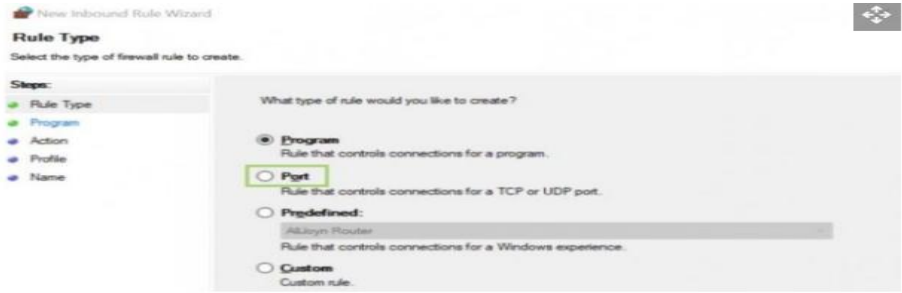 New Inbound Rule Wizard
Rule Type
Select the type of firewall rule to create.
Steps:
Rule Type
Program
Action
Profile
Name
What type of rule would you like to create?
Program
Rule that controls connections for a program.
Port
Rule that controls connections for a TCP or UDP port.
Predefined:
AllJoyn Router
Rule that controls connections for a Windows experience.
Custom
Custom rule.